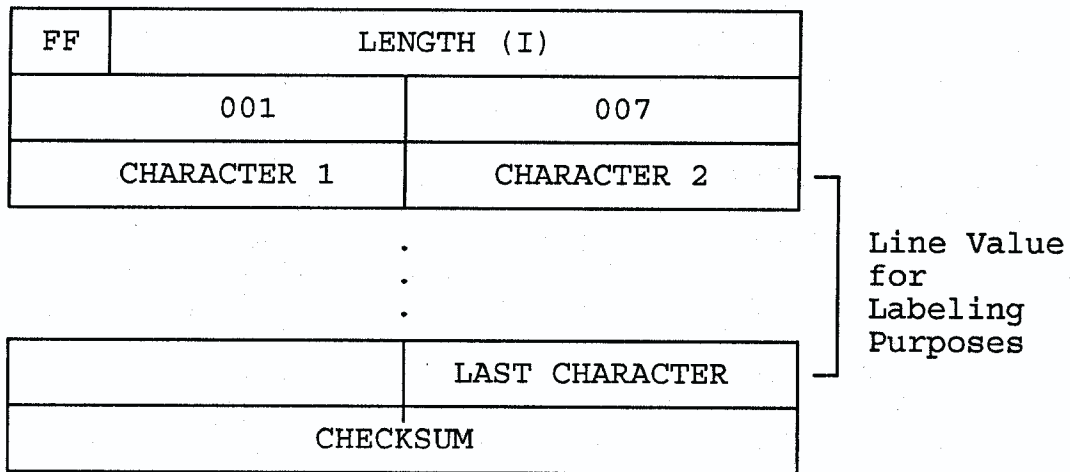 FF LENGTH (I)
001 007
CHARACTER 1 CHARACTER 2
Line Value
for
Labeling
Purposes
LAST CHARACTER
CHECKSUM